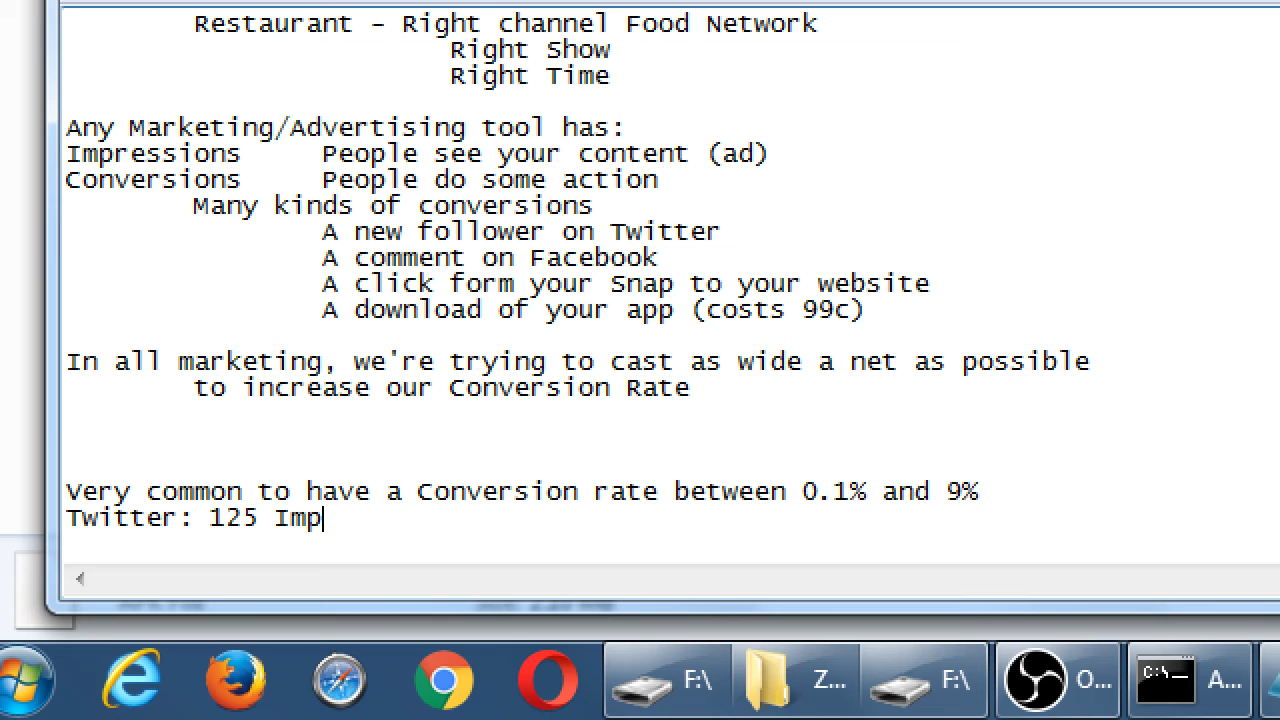 Restaurant - Right channel Food Network
Right Show
Right Time
Any Marketing/Advertising tool has:
Impressions People see your content (ad)
Conversions People do some action
Many kinds of conversions
A new follower on Twitter
A comment on Facebook
A click form your Snap to your website
A download of your app (costs 99c)
In all marketing, we're trying to cast as wide a net as possible
to increase our Conversion Rate
Very common to have a Conversion rate between 0.1% and 9%
Twitter: 125 Imp
F:\ Z... F:\ O... A...
C:\